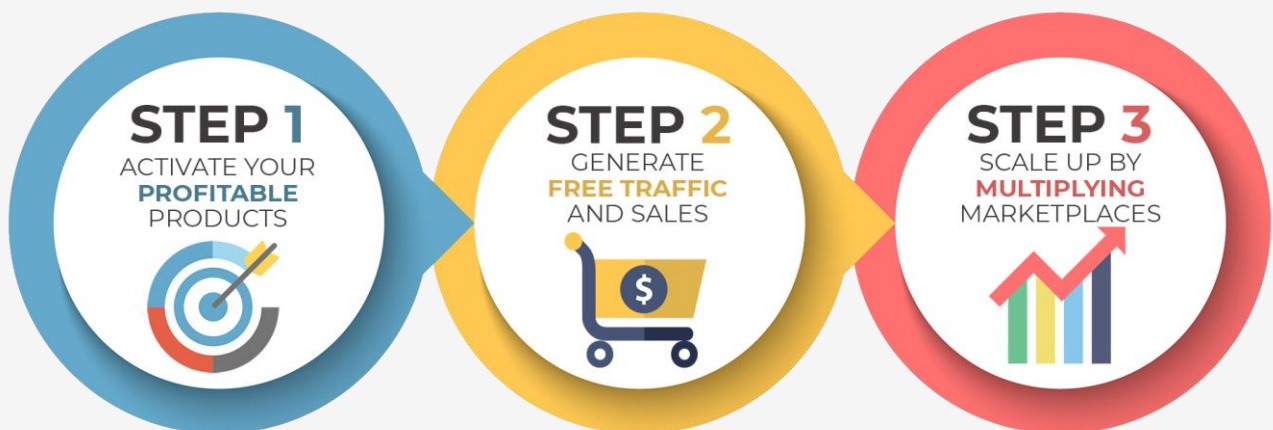 STEP 1
ACTIVATE YOUR
PROFITABLE
PRODUCTS
STEP 2
GENERATE
FREE TRAFFIC
AND SALES
$
STEP 3
SCALE UP BY
MULTIPLYING
MARKETPLACES